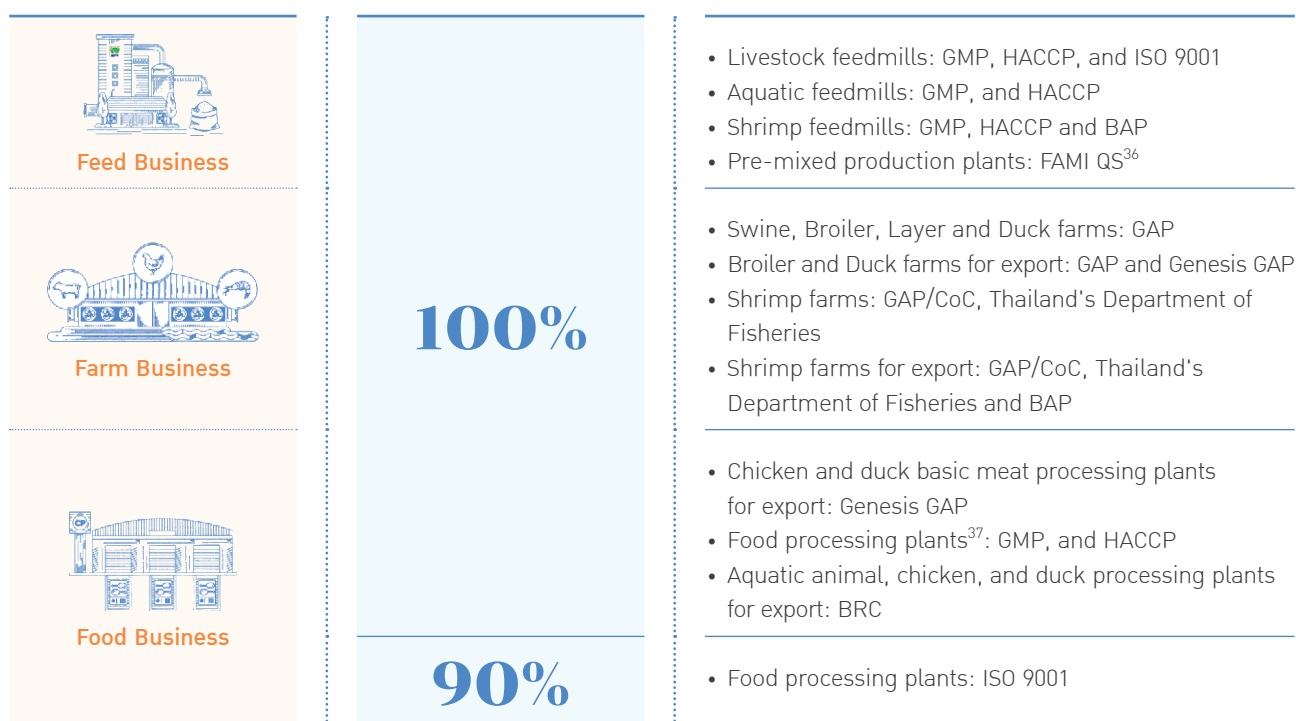 • Livestock feedmills: GMP, HACCP, and ISO 9001
• Aquatic feedmills: GMP, and HACCP
• Shrimp feedmills: GMP, HACCP and BAP
• Pre-mixed production plants: FAMI QS36
Feed Business
• Swine, Broiler, Layer and Duck farms: GAP
• Broiler and Duck farms for export: GAP and Genesis GAP
• Shrimp farms: GAP/CoC, Thailand's Department of
Fisheries
• Shrimp farms for export: GAP/CoC, Thailand's
Department of Fisheries and BAP
Farm Business
100%
• Chicken and duck basic meat processing plants
for export: Genesis GAP
• Food processing plants37: GMP, and HACCP
• Aquatic animal, chicken, and duck processing plants
for export: BRC
CP
Food Business
90%
• Food processing plants: ISO 9001